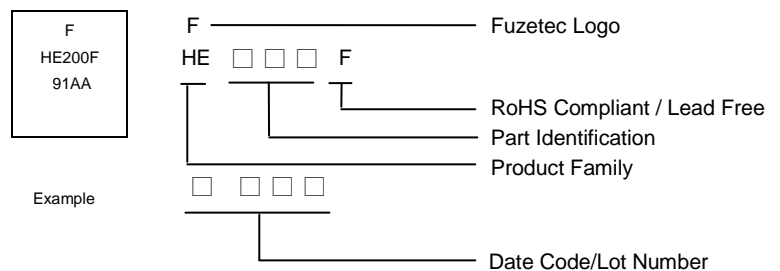 F
HE200F
91AA
Example
F Fuzetec Logo
HE □ □ □ F
RoHS Compliant / Lead Free
Part Identification
Product Family
□ □ □ □
Date Code/Lot Number